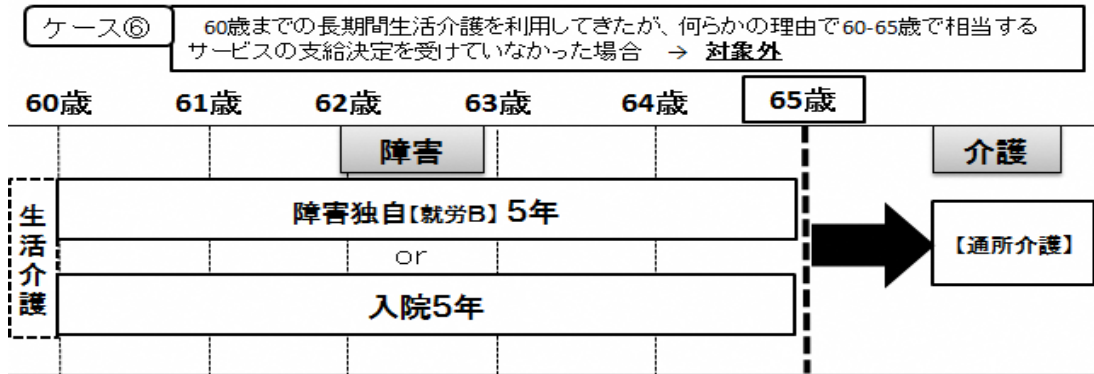 ケース⑥
60歳までの長期間生活介護を利用してきたが、何らかの理由で60-65歳で相当する
サービスの支給決定を受けていなかった場合 → 対象外
60歳 61歳 62歳 63歳 64歳 65歳
障害 介護
生活介護
障害独自【就労B】5年
or
入院5年
【通所介護】